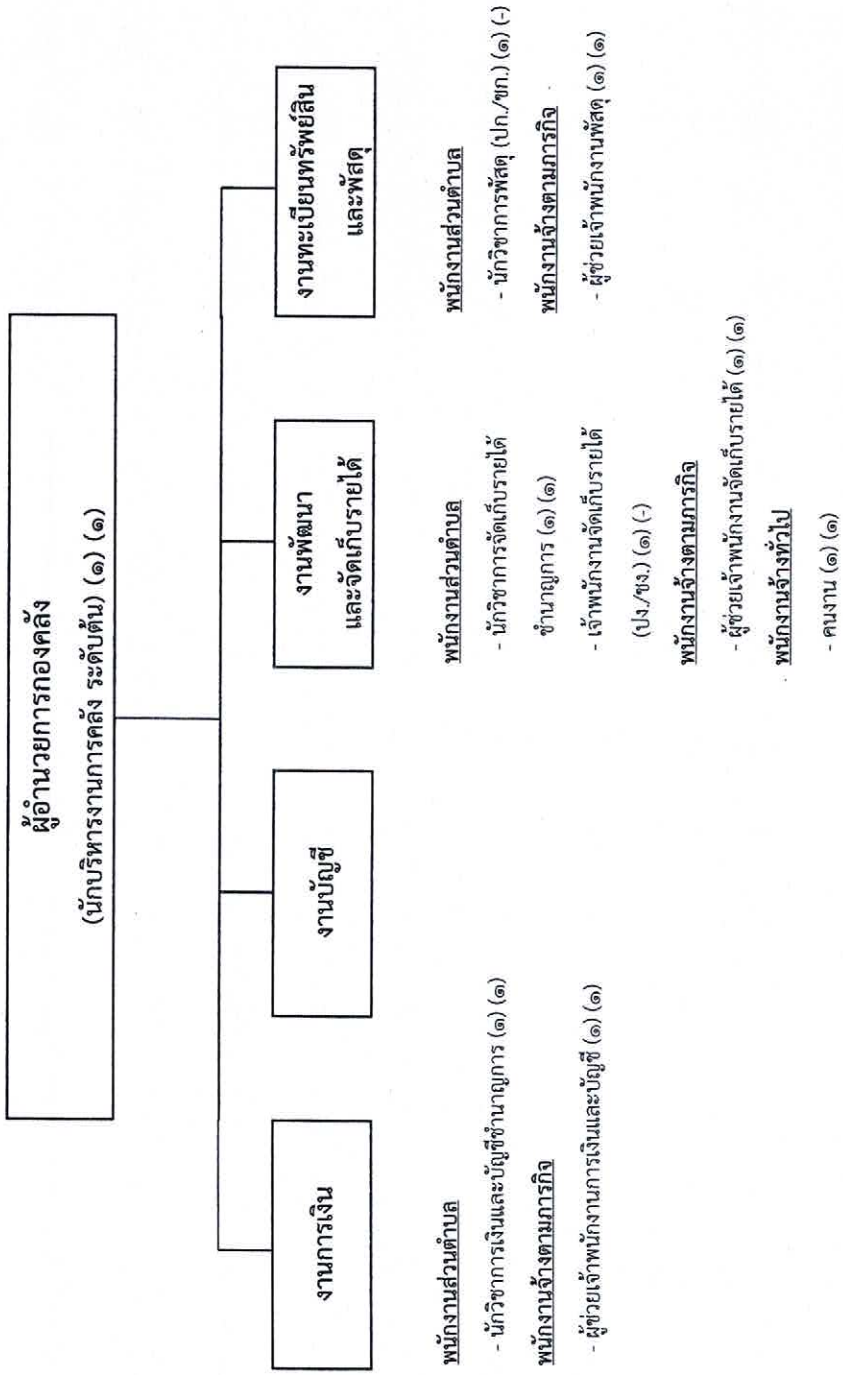 ผู้อำนวยการกองคลัง
(นักบริหารงานการคลัง ระดับต้น) (๑) (๑)
งานการเงิน
พนักงานส่วนตำบล
- นักวิชาการเงินและบัญชีชำนาญการ (๑) (๑)
พนักงานจ้างตามภารกิจ
- ผู้ช่วยเจ้าพนักงานการเงินและบัญชี (๑) (๑)
งานบัญชี
งานพัฒนา
และจัดเก็บรายได้
พนักงานส่วนตำบล
- นักวิชาการจัดเก็บรายได้
ชำนาญการ (๑) (๑)
- เจ้าพนักงานจัดเก็บรายได้
(ปง./ชง.) (๑) (-)
พนักงานจ้างตามภารกิจ
- ผู้ช่วยเจ้าพนักงานจัดเก็บรายได้ (๑) (๑)
พนักงานจ้างทั่วไป
- คนงาน (๑) (๑)
งานทะเบียนทรัพย์สิน
และพัสดุ
พนักงานส่วนตำบล
- นักวิชาการพัสดุ (ปก./ชก.) (๑) (-)
พนักงานจ้างตามภารกิจ
- ผู้ช่วยเจ้าพนักงานพัสดุ (๑) (๑)